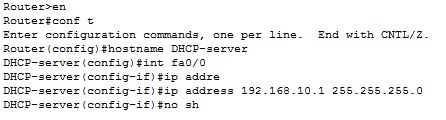 Router>en
Router#conf t
Enter configuration commands, one per line.  End with CNTL/Z.
Router(config)#hostname DHCP-server
DHCP-server(config)#int fa0/0
DHCP-server(config-if)#ip addre
DHCP-server(config-if)#ip address 192.168.10.1 255.255.255.0
DHCP-server(config-if)#no sh